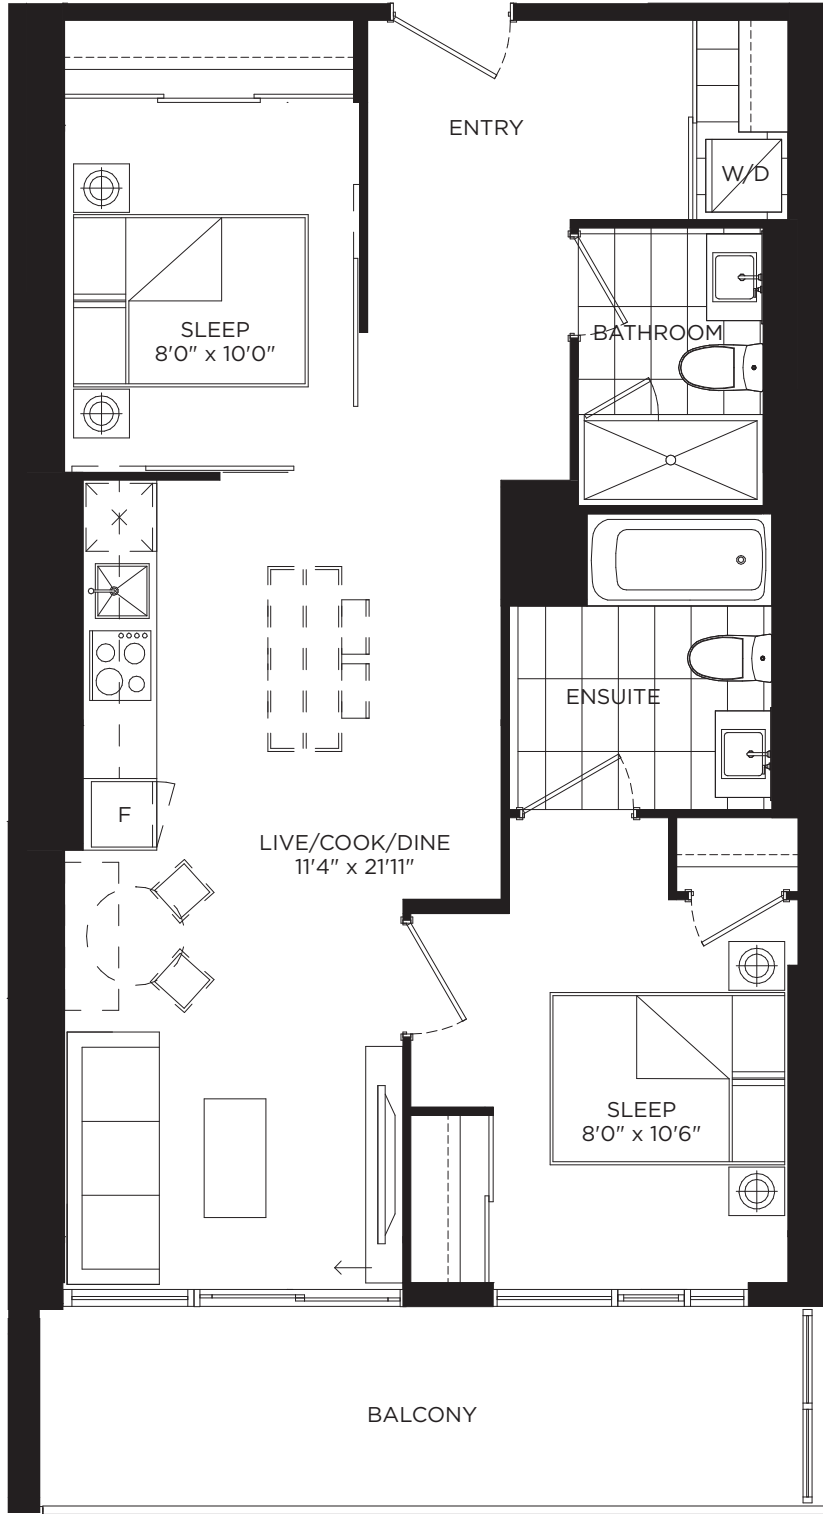 ENTRY
W/D
BATHROOM
SLEEP
8'0" x 10'0"
ENSUITE
F
LIVE/COOK/DINE
11'4" x 21'11"
SLEEP
8'0" x 10'6"
BALCONY